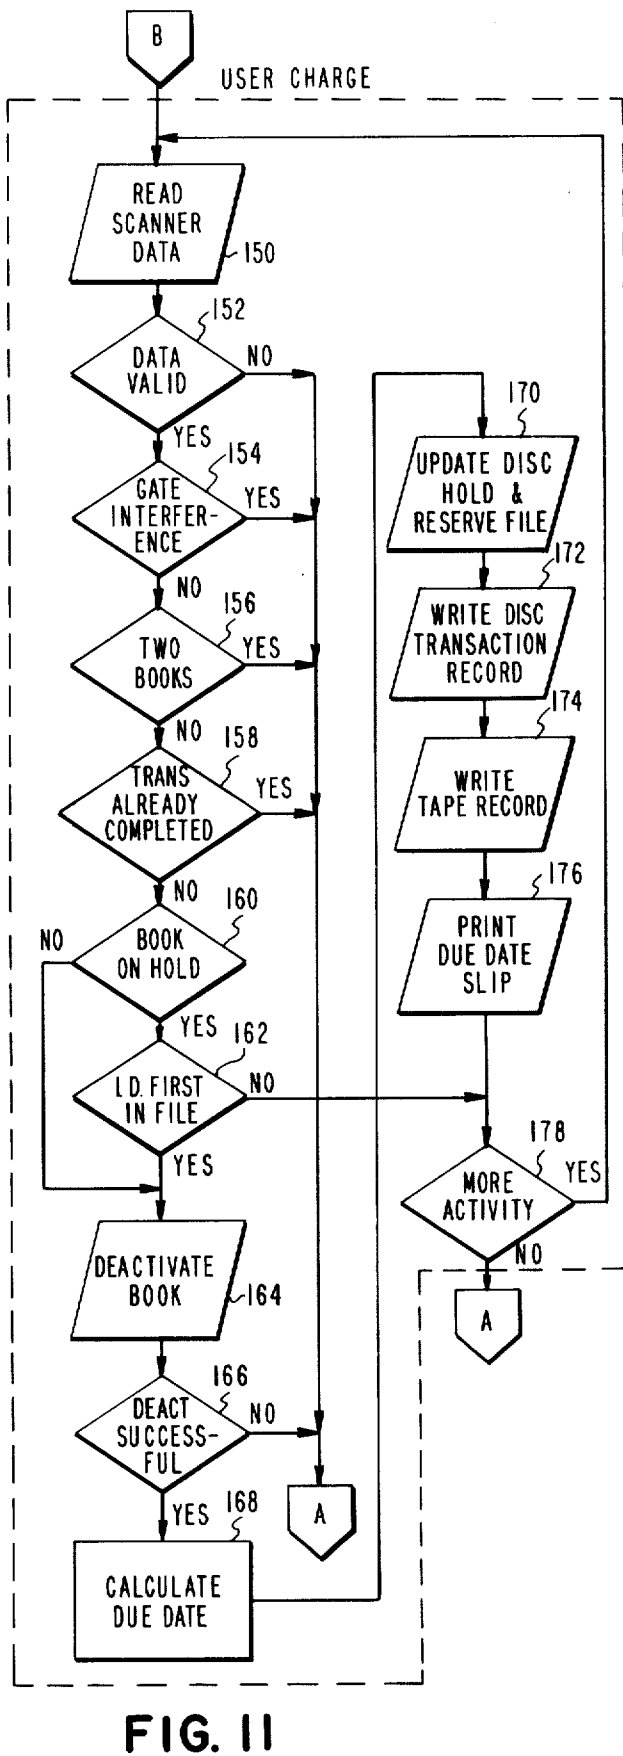 B
USER CHARGE
READ
SCANNER
DATA
150
152
DATA
VALID
NO
YES
154
GATE
INTERFER-
ENCE
YES
NO
156
TWO
BOOKS
YES
NO
158
TRANS
ALREADY
COMPLETED
YES
NO
160
BOOK
ON HOLD
NO
YES
162
I.D. FIRST
IN FILE
NO
YES
DEACTIVATE
BOOK
164
166
DEACT
SUCCESS-
FUL
NO
YES
A
168
CALCULATE
DUE DATE
170
UPDATE DISC
HOLD &
RESERVE FILE
172
WRITE DISC
TRANSACTION
RECORD
174
WRITE
TAPE RECORD
176
PRINT
DUE DATE
SLIP
178
MORE
ACTIVITY
YES
NO
A
FIG. 11